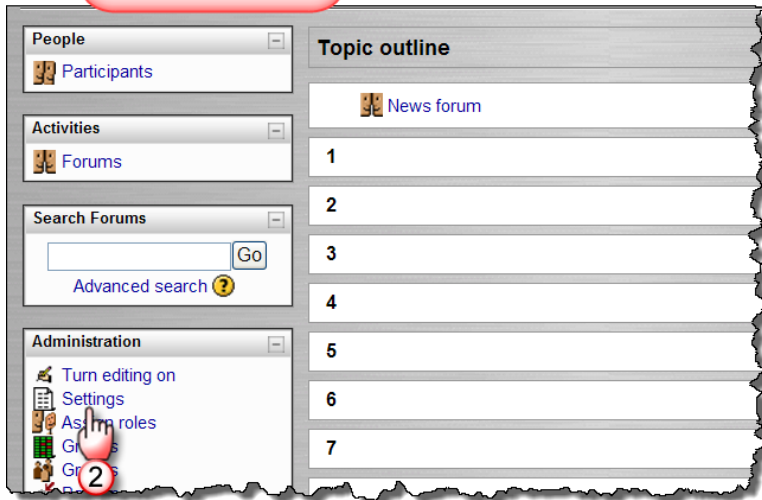 People
Participants
Activities
Forums
Search Forums
Go
Advanced search ?
Administration
Turn editing on
Settings
roles
2
Topic outline
News forum
1
2
3
4
5
6
7